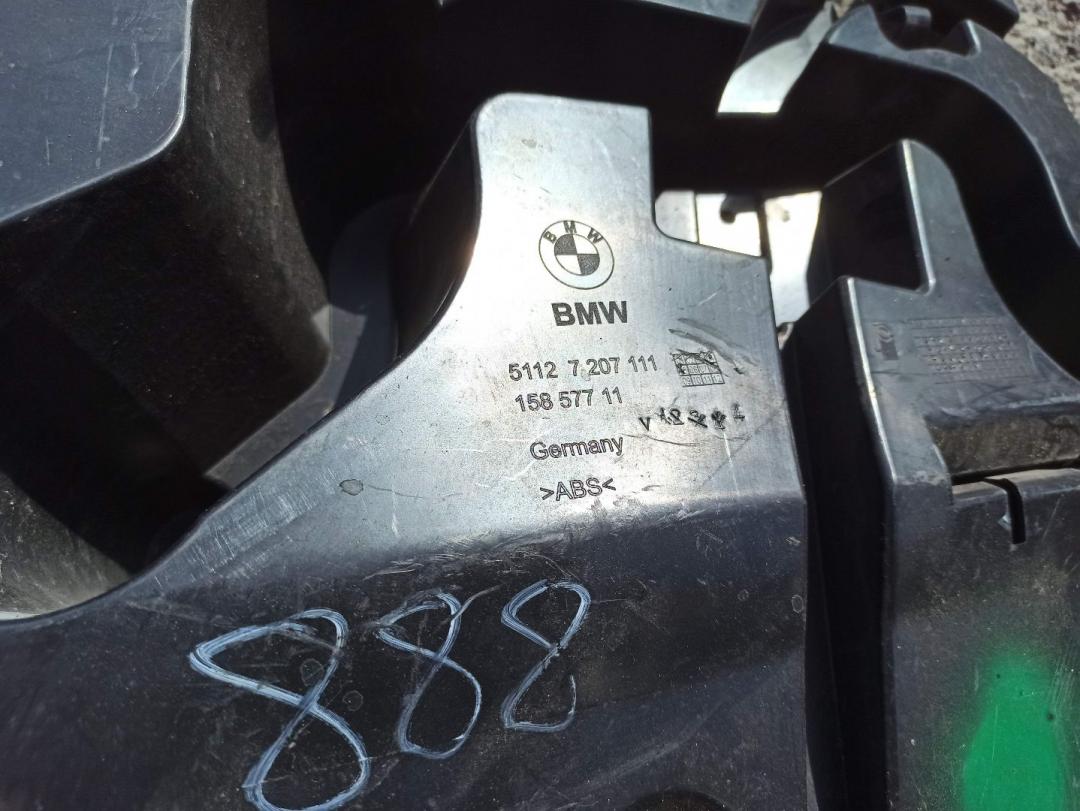 BMW
BMW
5112 7 207 111
158 577 11
Germany
>ABS<
888